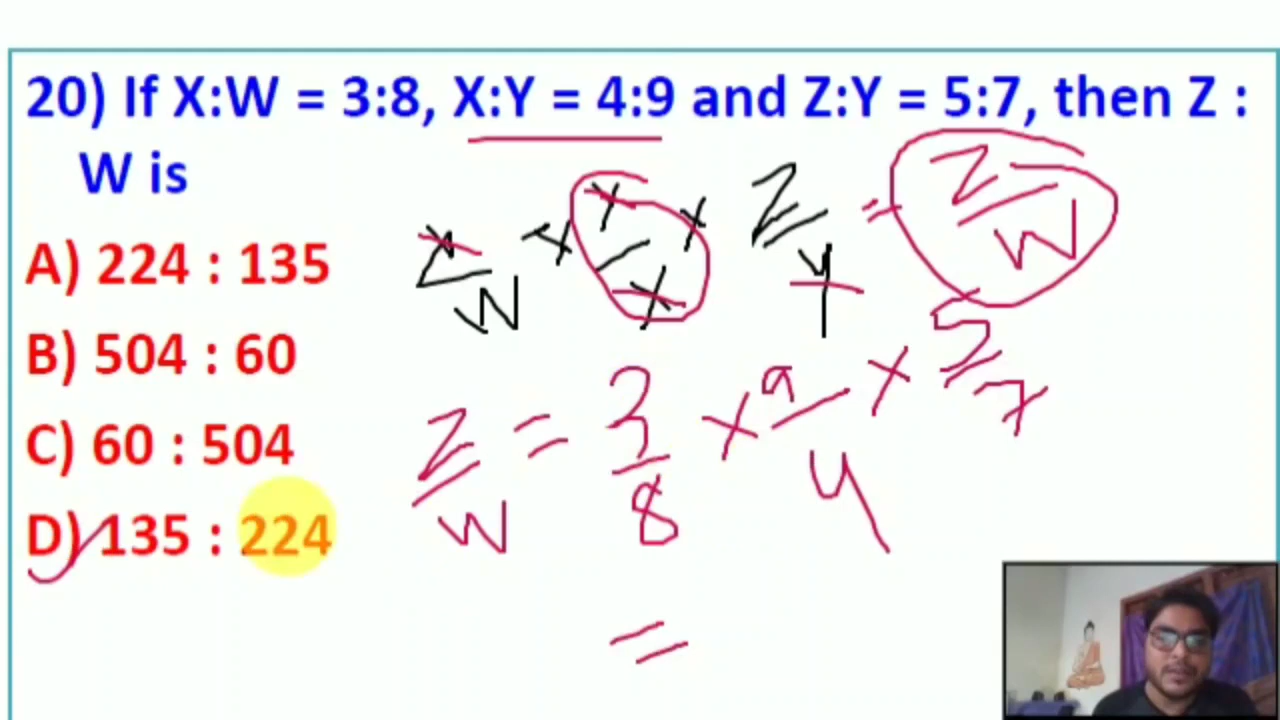 20) If X:W = 3:8, X:Y = 4:9 and Z:Y = 5:7, then Z :
W is
A) 224 : 135
B) 504 : 60
C) 60 : 504
D) 135 : 224
X/W × Y/X × Z/Y = Z/W
Z/W = 3/8 × 9/4 × 5/7
=